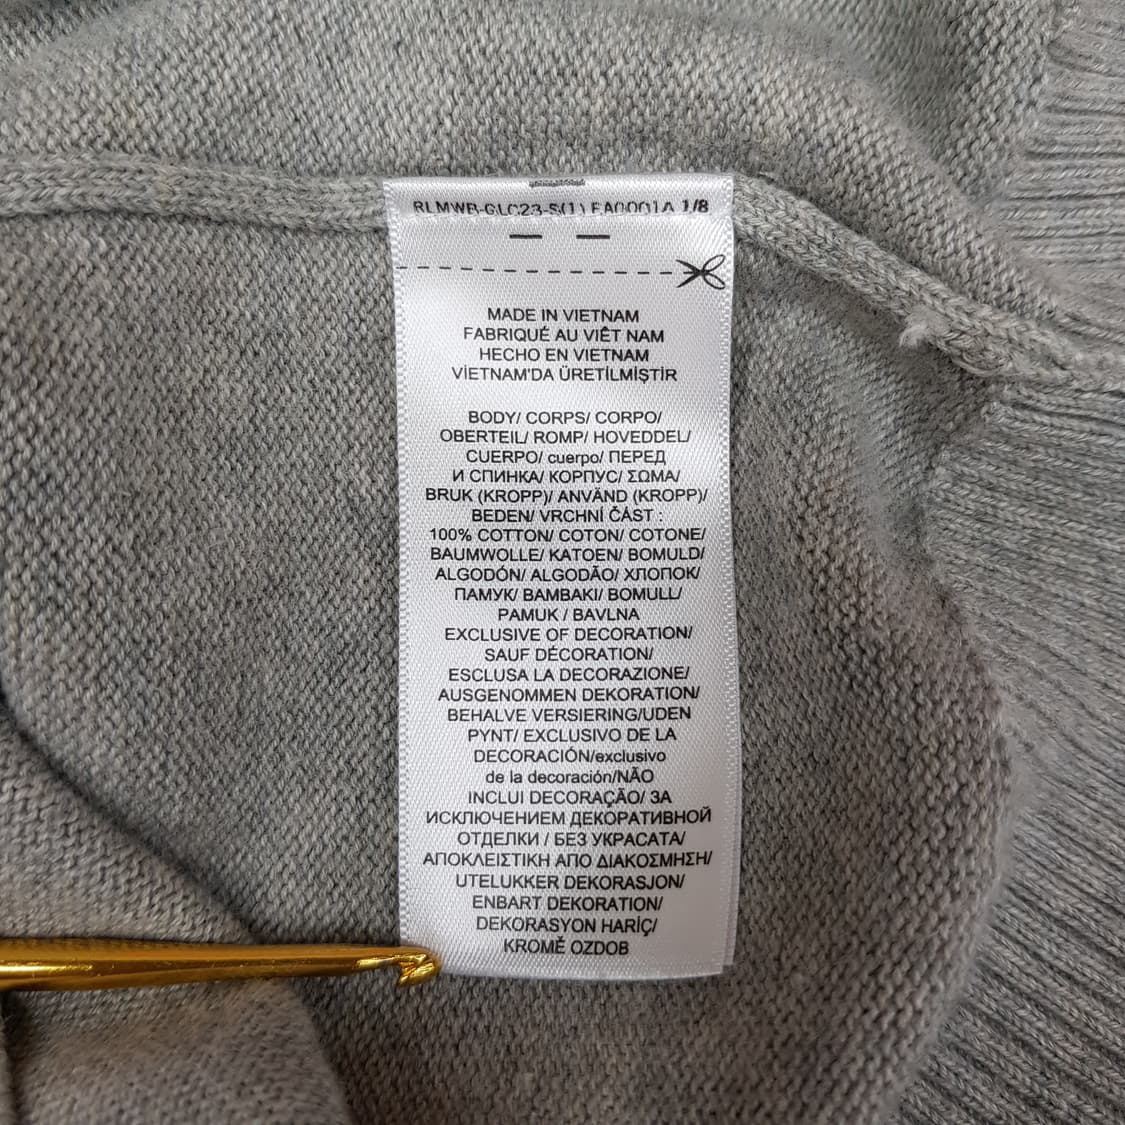 RLMWB-GLC23-S(1) FA0001A 1/8
MADE IN VIETNAM
FABRIQUÉ AU VIÊT NAM
HECHO EN VIETNAM
VİETNAM'DA ÜRETİLMİŞTİR
BODY/ CORPS/ CORPO/
OBERTEIL/ ROMP/ HOVEDDEL/
CUERPO/ cuerpo/ ПЕРЕД
И СПИНКА/ КОРПУС/ ΣΩΜΑ/
BRUK (KROPP)/ ANVÄND (KROPP)/
BEDEN/ VRCHNÍ ČÁST :
100% COTTON/ COTON/ COTONE/
BAUMWOLLE/ KATOEN/ BOMULD/
ALGODÓN/ ALGODÃO/ ХЛОПОК/
ПАМУК/ BAMBAKI/ BOMULL/
PAMUK / BAVLNA
EXCLUSIVE OF DECORATION/
SAUF DÉCORATION/
ESCLUSA LA DECORAZIONE/
AUSGENOMMEN DEKORATION/
BEHALVE VERSIERING/UDEN
PYNT/ EXCLUSIVO DE LA
DECORACIÓN/exclusivo
de la decoración/NÃO
INCLUI DECORAÇÃO/ ЗА
ИСКЛЮЧЕНИЕМ ДЕКОРАТИВНОЙ
ОТДЕЛКИ / БЕЗ УКРАСАТА/
ΑΠΟΚΛΕΙΣΤΙΚΗ ΑΠΟ ΔΙΑΚΟΣΜΗΣΗ/
UTELUKKER DEKORASJON/
ENBART DEKORATION/
DEKORASYON HARİÇ/
KROMĚ OZDOB